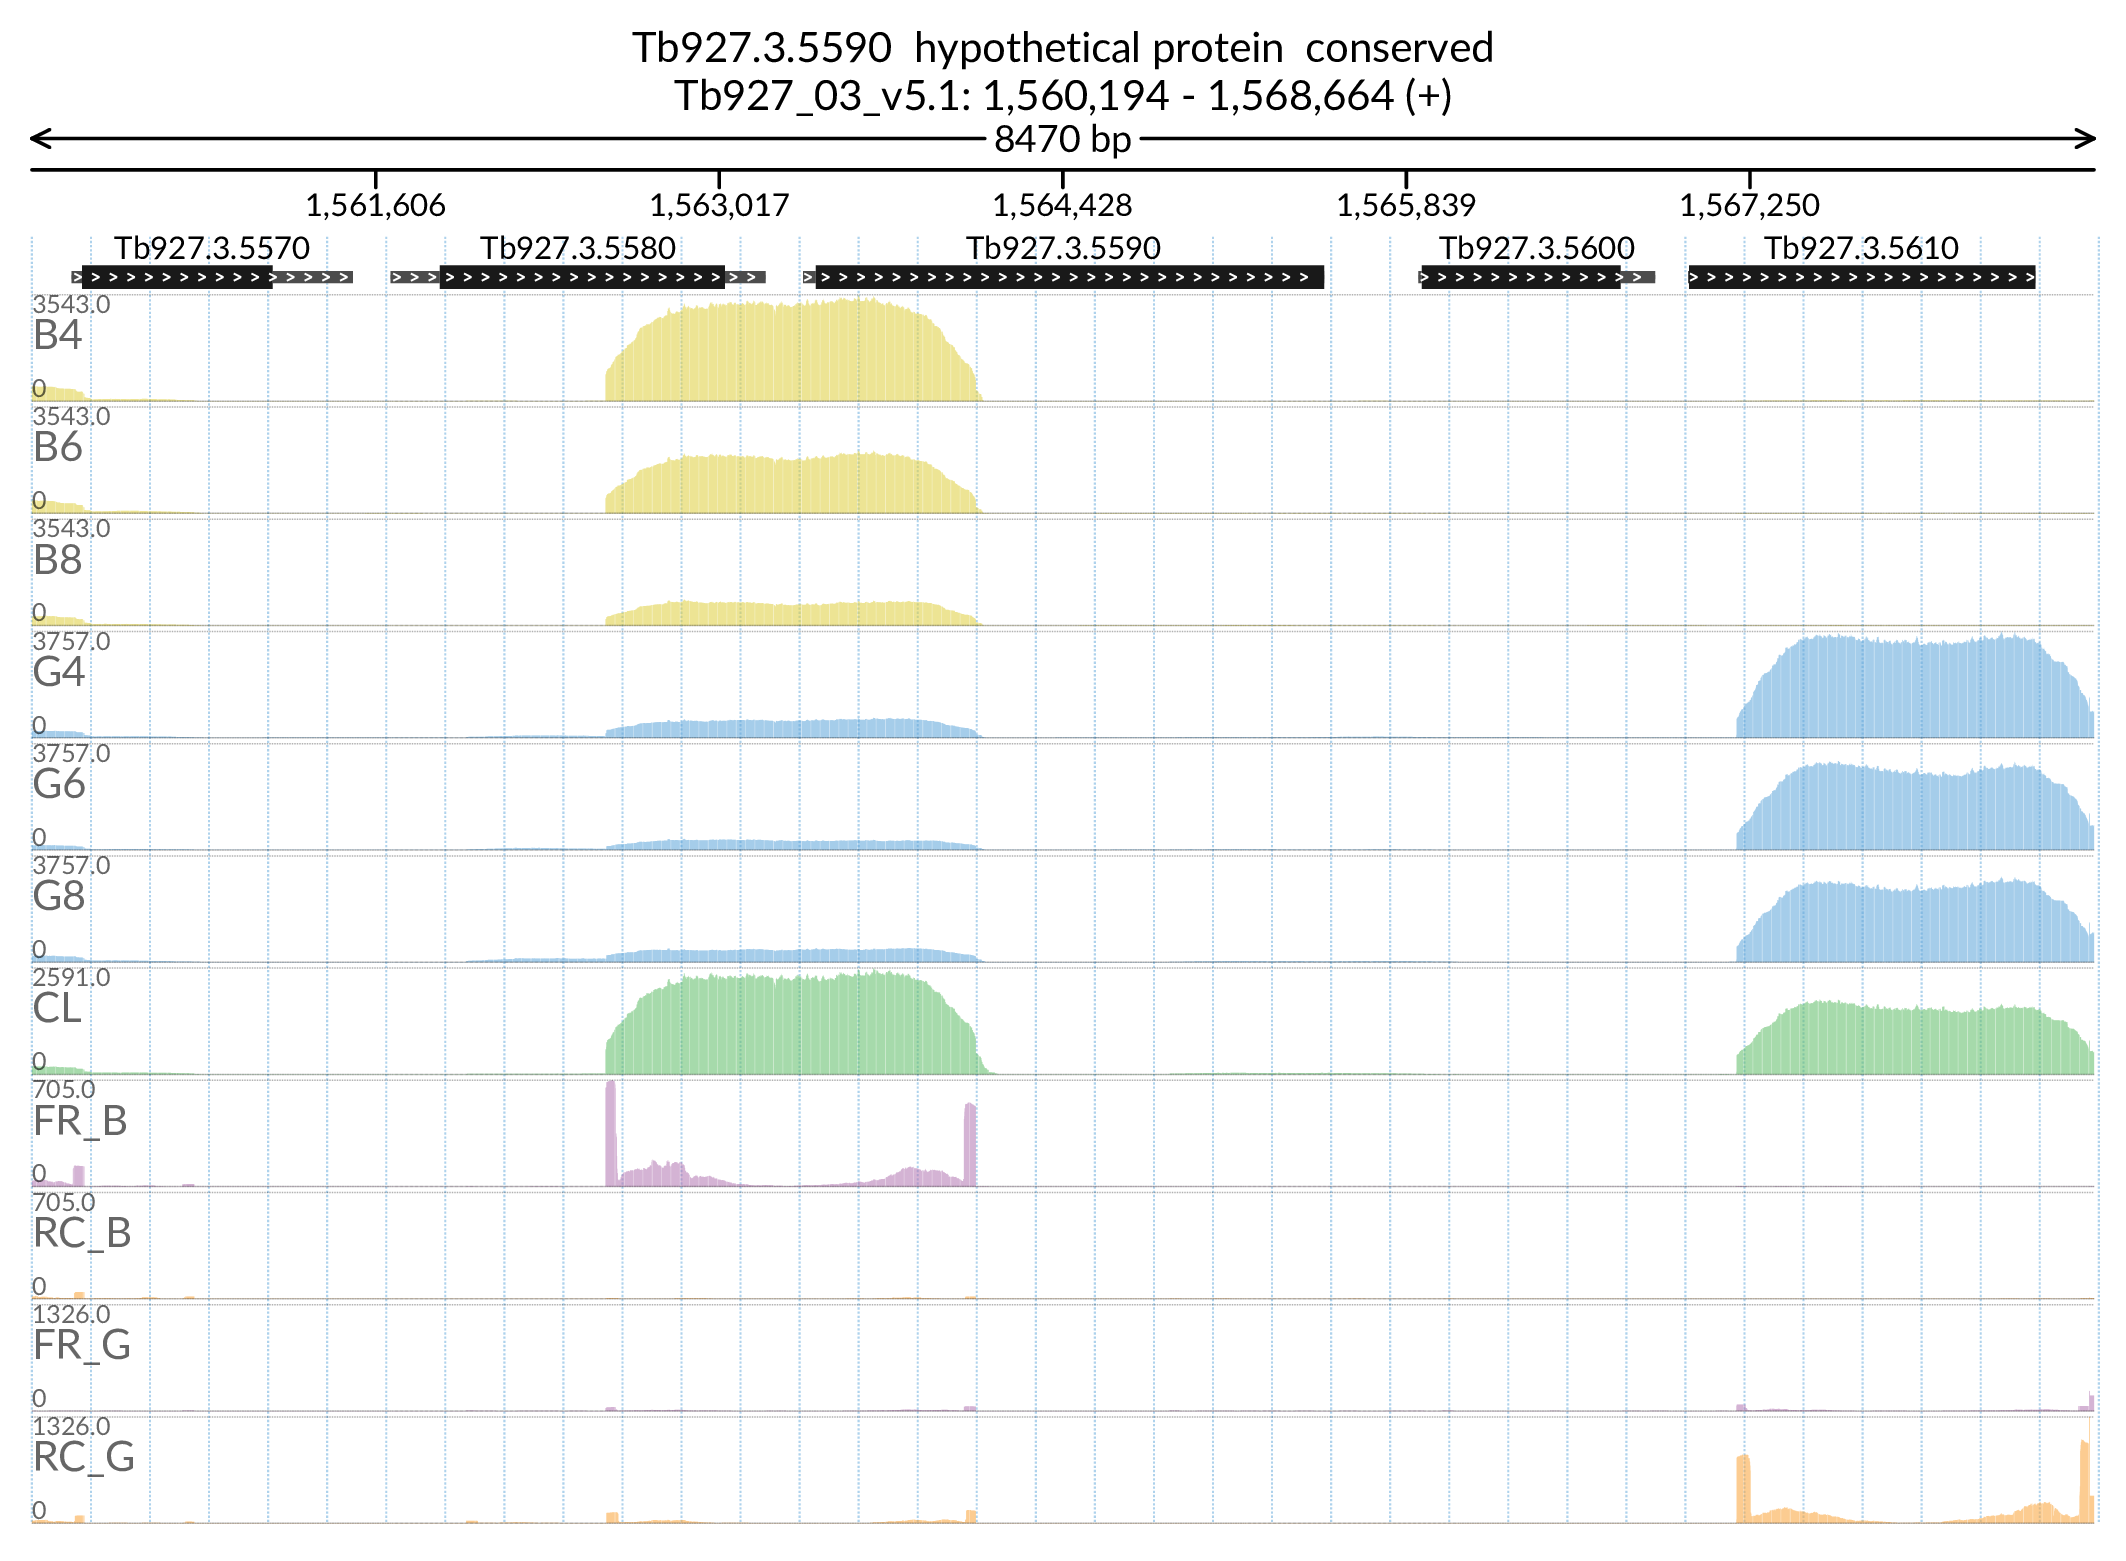 Tb927.3.5590 hypothetical protein conserved
Tb927_03_v5.1: 1,560,194 - 1,568,664 (+)
8470 bp
1,561,606 1,563,017 1,564,428 1,565,839 1,567,250
Tb927.3.5570 Tb927.3.5580 Tb927.3.5590 Tb927.3.5600 Tb927.3.5610
3543.0
B4
0
3543.0
B6
0
3543.0
B8
0
3757.0
G4
0
3757.0
G6
0
3757.0
G8
0
2591.0
CL
0
705.0
FR_B
0
705.0
RC_B
0
1326.0
FR_G
0
1326.0
RC_G
0